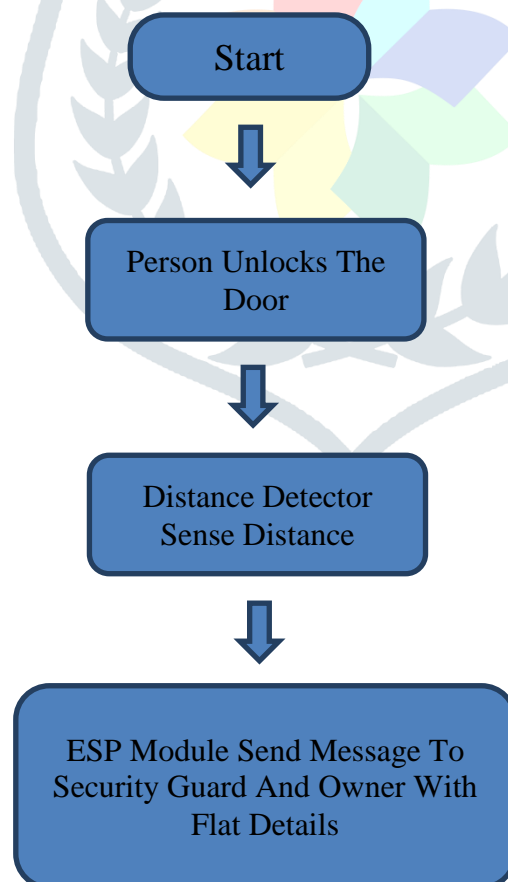 Start
Person Unlocks The
Door
Distance Detector
Sense Distance
ESP Module Send Message To
Security Guard And Owner With
Flat Details